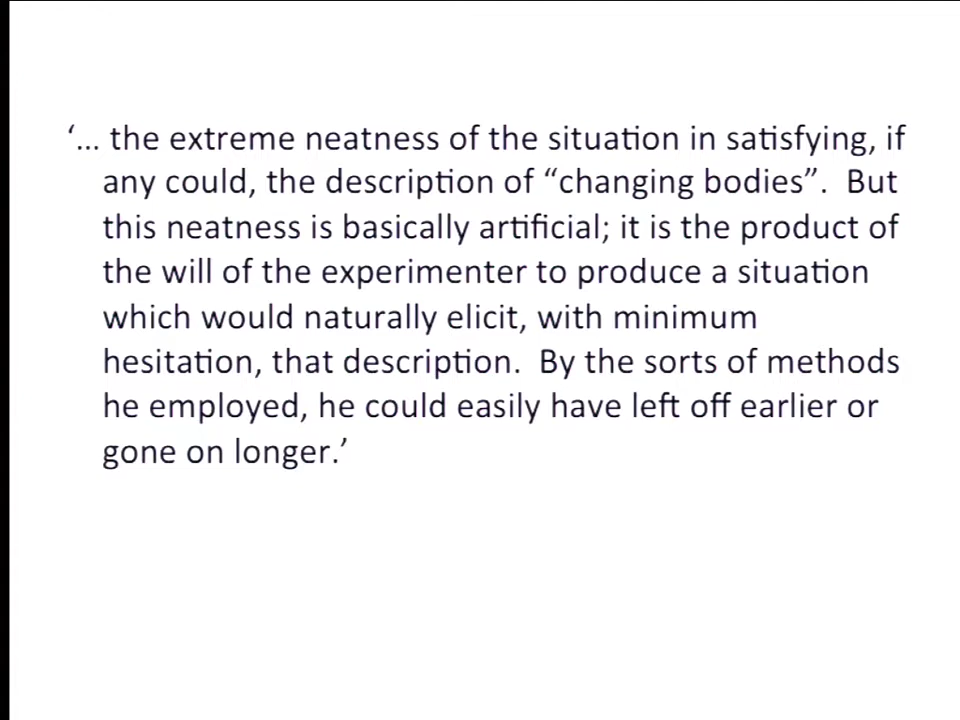 ‘… the extreme neatness of the situation in satisfying, if
any could, the description of “changing bodies”.  But
this neatness is basically artificial; it is the product of
the will of the experimenter to produce a situation
which would naturally elicit, with minimum
hesitation, that description.  By the sorts of methods
he employed, he could easily have left off earlier or
gone on longer.’